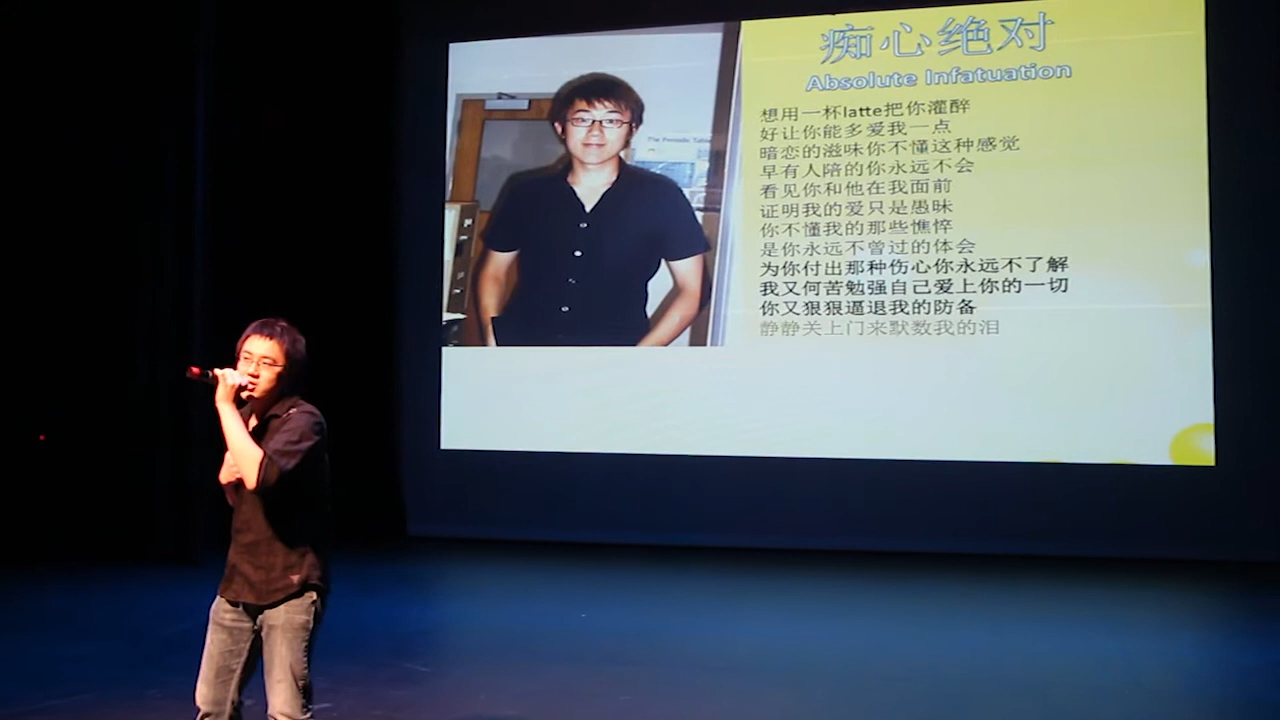 痴心绝对
Absolute Infatuation
想用一杯latte把你灌醉
好让你能多爱我一点
暗恋的滋味你不懂这种感觉
早有人陪的你永远不会
看见你和他在我面前
证明我的爱只是愚昧
你不懂我的那些憔悴
是你永远不曾过的体会
为你付出那种伤心你永远不了解
我又何苦勉强自己爱上你的一切
你又狠狠逼退我的防备
静静关上门来默数我的泪
The Periodic Table